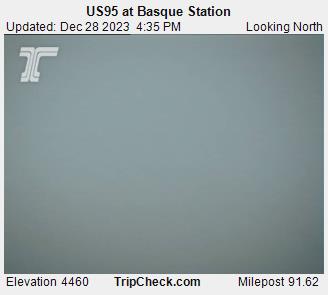 US95 at Basque Station
Updated: Dec 28 2023 4:35 PM Looking North
Elevation 4460 TripCheck.com Milepost 91.62